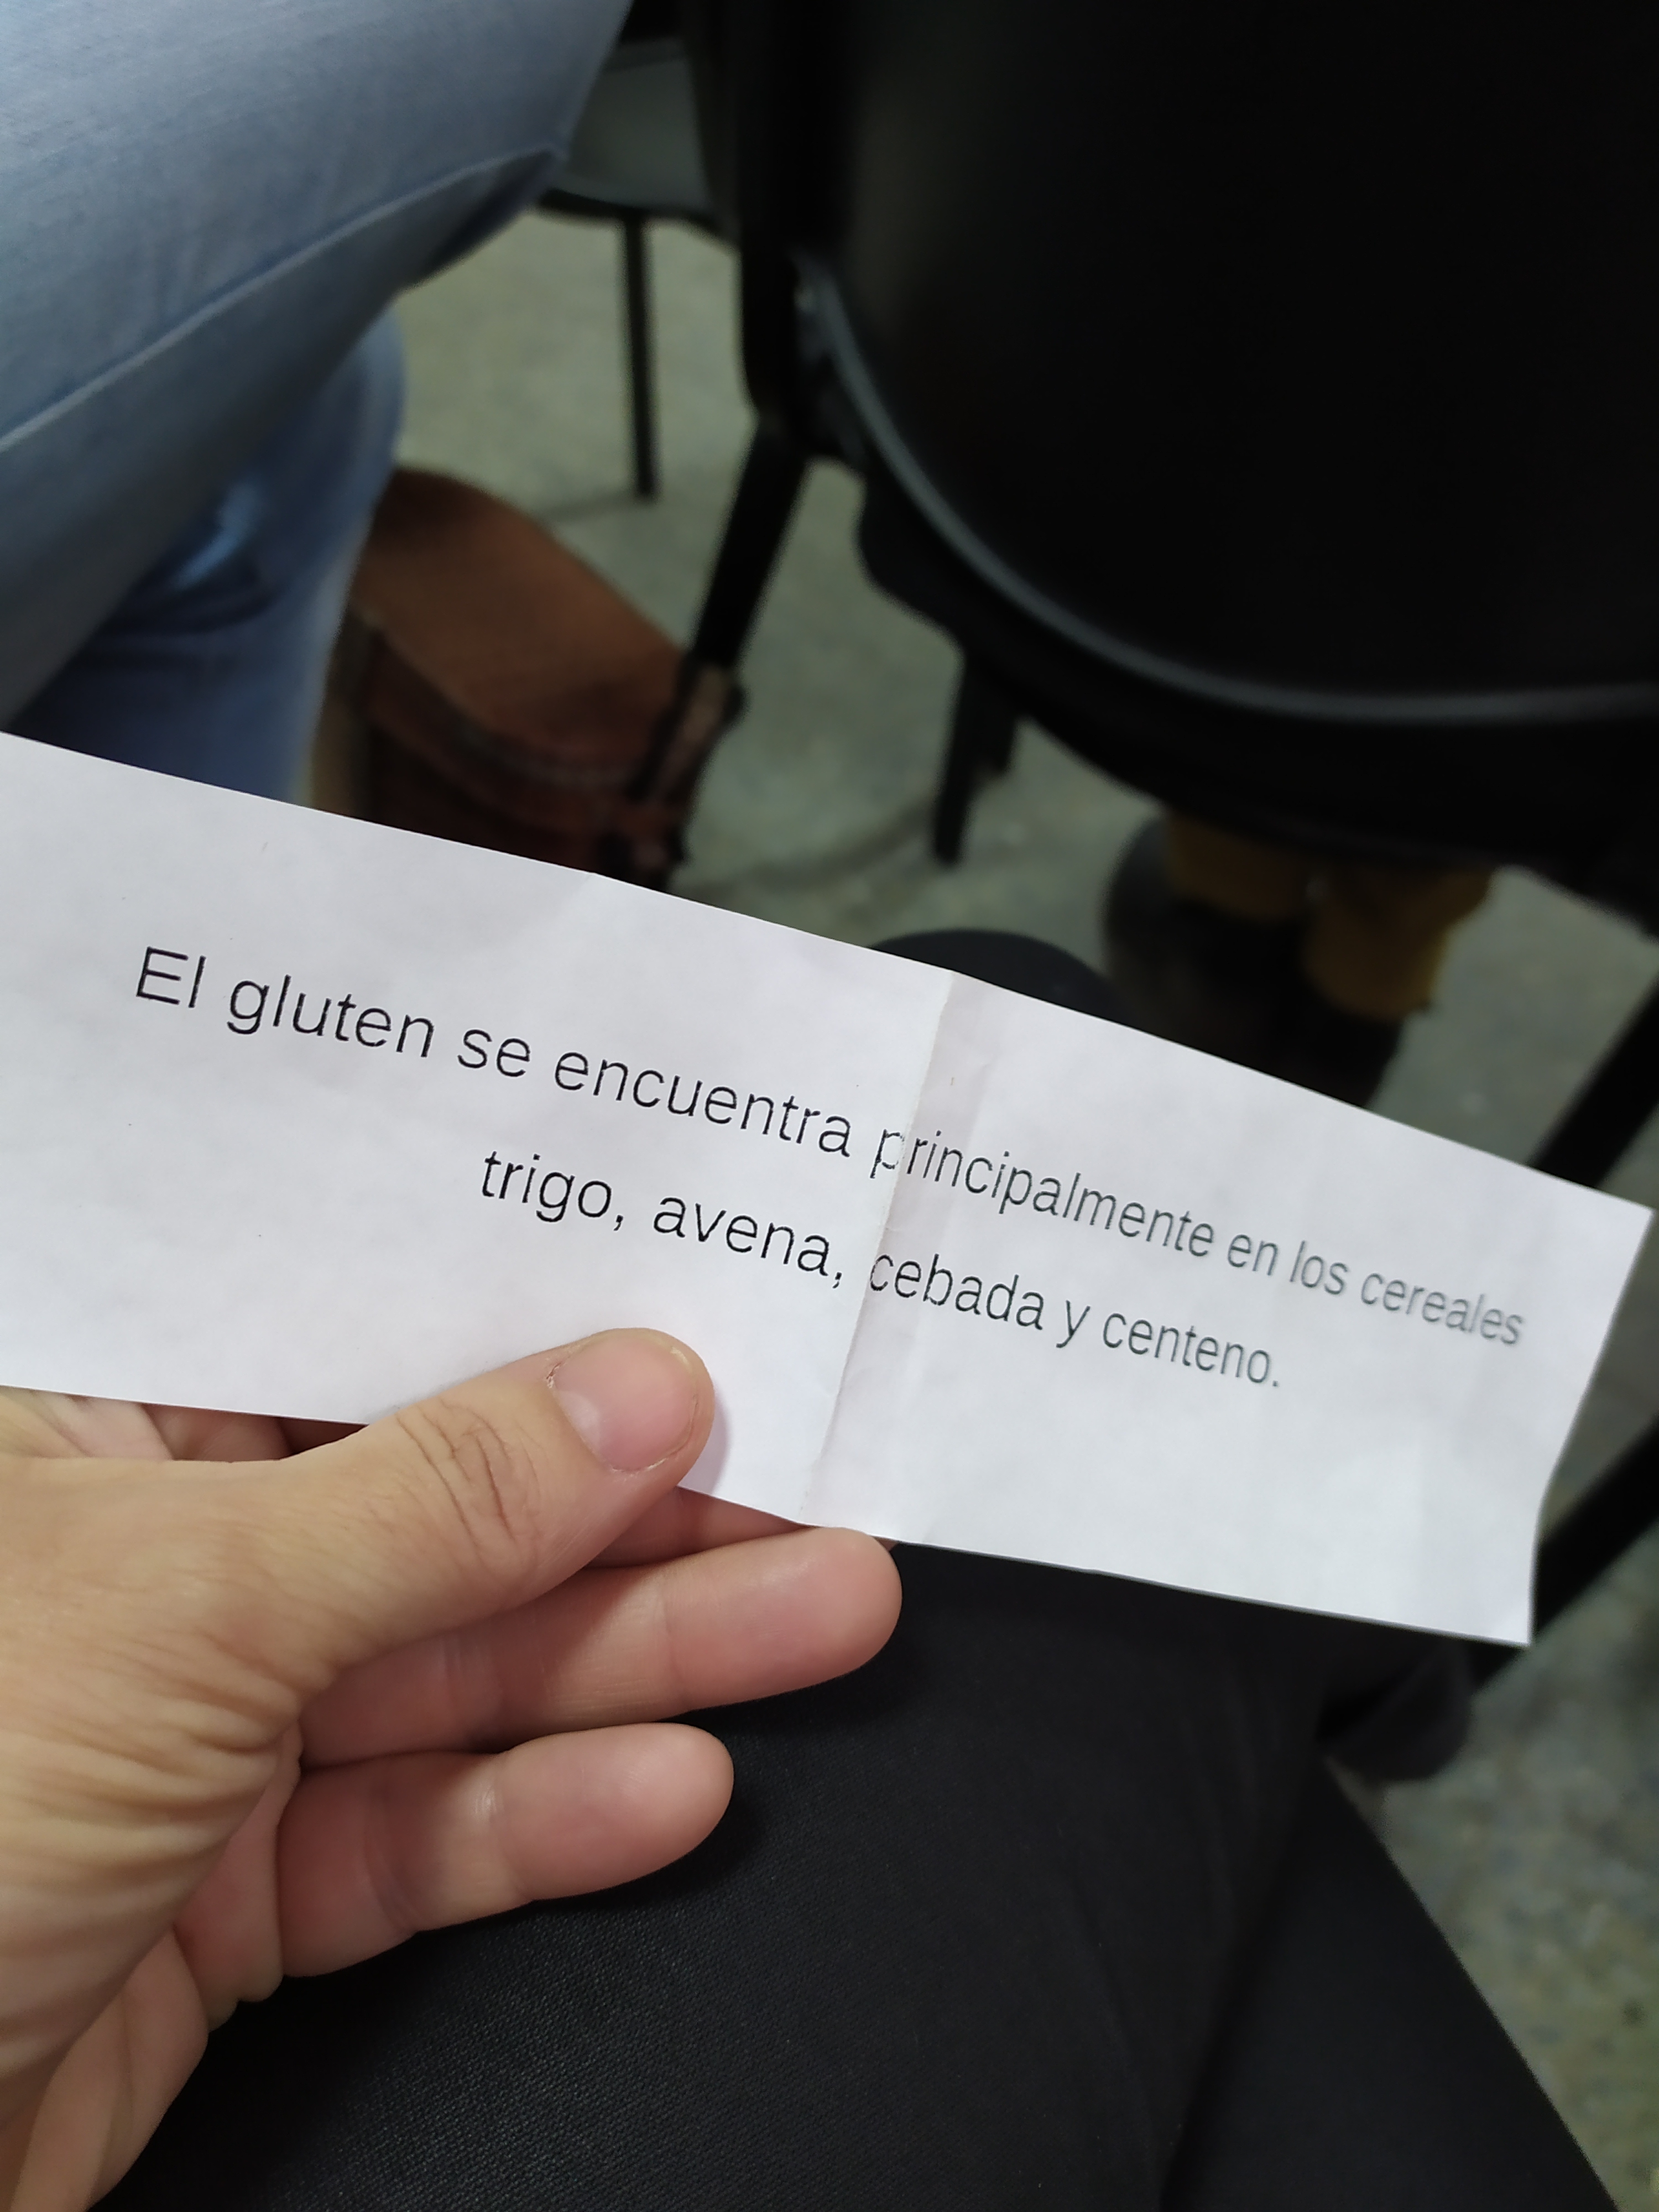 El gluten se encuentra principalmente en los cereales
trigo, avena, cebada y centeno.